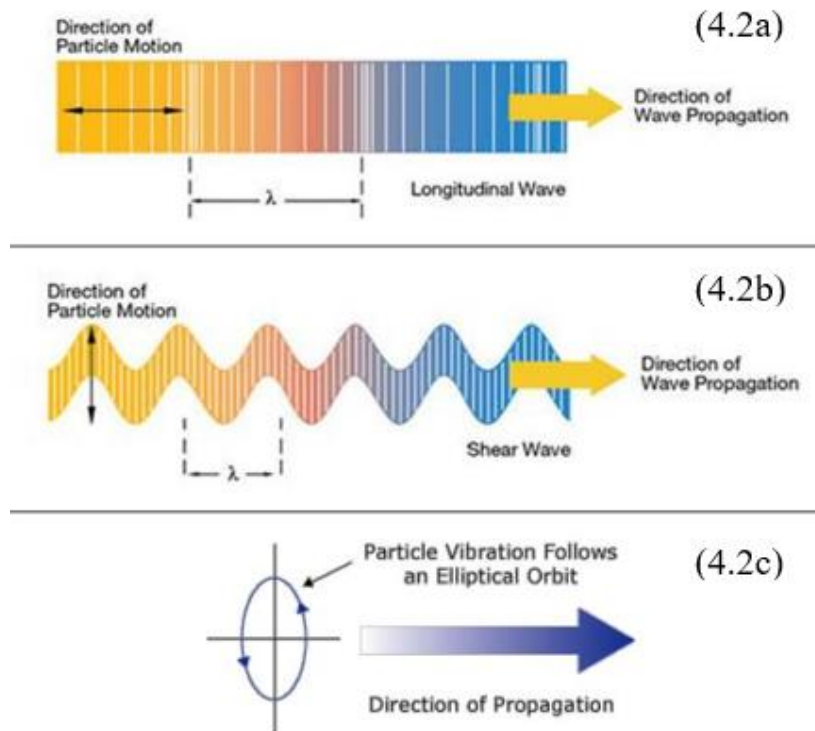 (4.2a)
Direction of
Particle Motion
Direction of
Wave Propagation
λ
Longitudinal Wave
(4.2b)
Direction of
Particle Motion
Direction of
Wave Propagation
Shear Wave
λ
(4.2c)
Particle Vibration Follows
an Elliptical Orbit
Direction of Propagation